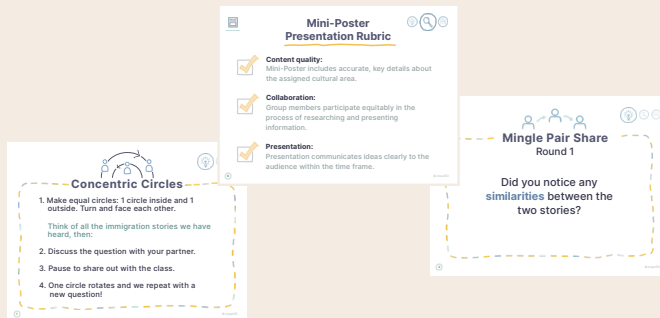 Mini-Poster
Presentation Rubric
Content quality:
Mini-Poster includes accurate, key details about
the assigned cultural area.
Collaboration:
Group members participate equitably in the
process of researching and presenting
information.
Presentation:
Presentation communicates ideas clearly to the
audience within the time frame.
Concentric Circles
1. Make equal circles: 1 circle inside and 1
outside. Turn and face each other.
Think of all the immigration stories we have
heard, then:
2. Discuss the question with your partner.
3. Pause to share out with the class.
4. One circle rotates and we repeat with a
new question!
Mingle Pair Share
Round 1
Did you notice any
similarities between the
two stories?